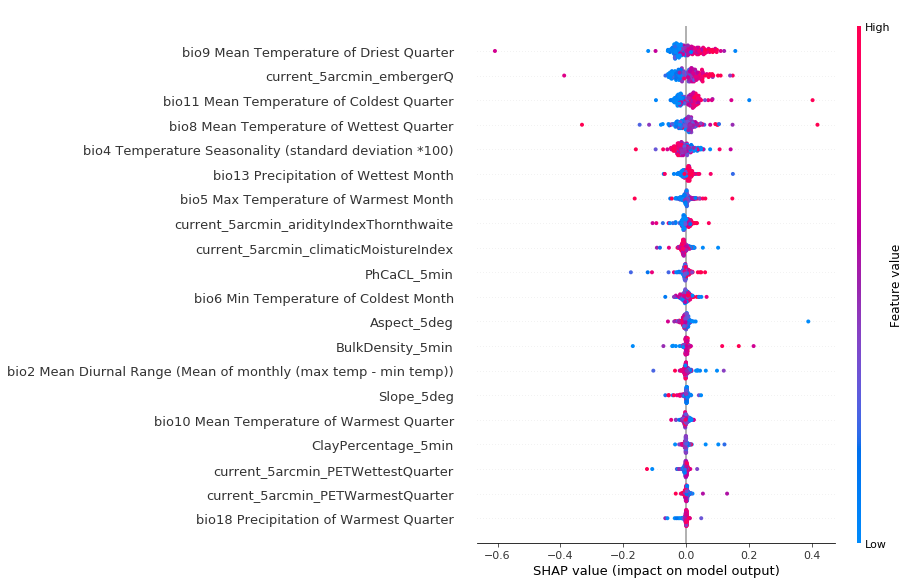 High
bio9 Mean Temperature of Driest Quarter
current_5arcmin_embergerQ
bio11 Mean Temperature of Coldest Quarter
bio8 Mean Temperature of Wettest Quarter
bio4 Temperature Seasonality (standard deviation *100)
bio13 Precipitation of Wettest Month
bio5 Max Temperature of Warmest Month
current_5arcmin_aridityIndexThornthwaite
current_5arcmin_climaticMoistureIndex
PhCaCL_5min
bio6 Min Temperature of Coldest Month
Aspect_5deg
BulkDensity_5min
bio2 Mean Diurnal Range (Mean of monthly (max temp - min temp))
Slope_5deg
bio10 Mean Temperature of Warmest Quarter
ClayPercentage_5min
current_5arcmin_PETWettestQuarter
current_5arcmin_PETWarmestQuarter
bio18 Precipitation of Warmest Quarter
Feature value
Low
−0.6 −0.4 −0.2 0.0 0.2 0.4
SHAP value (impact on model output)